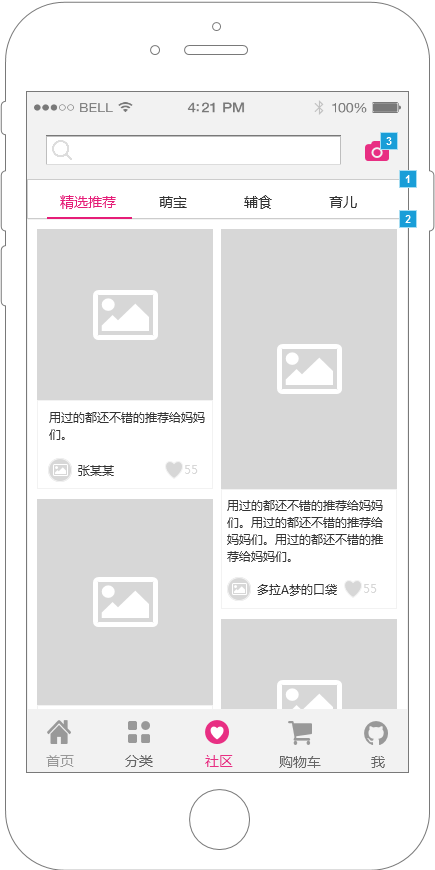 BELL 4:21 PM 100%
3
1
精选推荐 萌宝 辅食 育儿
2
用过的都还不错的推荐给妈妈
们。
张某某 55
用过的都还不错的推荐给妈妈
们。用过的都还不错的推荐给
妈妈们。用过的都还不错的推
荐给妈妈们。
多拉A梦的口袋 55
首页 分类 社区 购物车 我